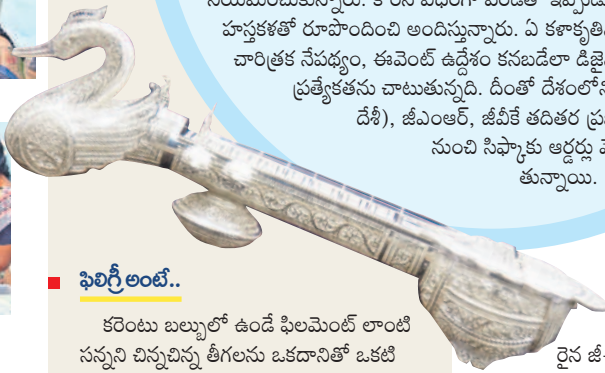 హస్తకళతో రూపొందించి అందిస్తున్నారు. ఏ
చారిత్రక నేపథ్యం, ఈవెంట్ ఉద్దేశం కనబడేలా
ప్రత్యేకతను చాటుతున్నది. దీంతో
దేశీ), జీఎంఆర్, జీవీకే తదితర
నుంచి సిఫ్కాకు ఆర్డర్లు
తున్నాయి.
ఫిలిగ్రీ అంటే..
కరెంటు బల్బులో ఉండే ఫిలమెంట్ లాంటి
సన్నని చిన్నచిన్న తీగలను ఒకదానితో ఒకటి
రైన